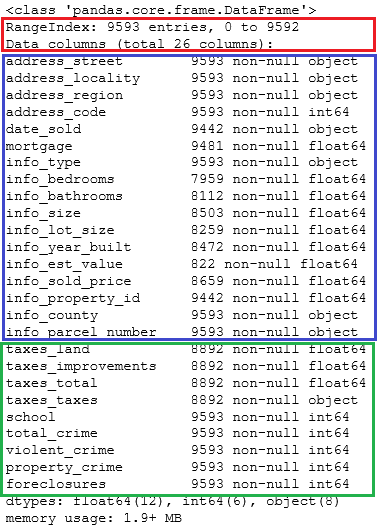 <class 'pandas.core.frame.DataFrame'>
RangeIndex: 9593 entries, 0 to 9592
Data columns (total 26 columns):
address_street 9593 non-null object
address_locality 9593 non-null object
address_region 9593 non-null object
address_code 9593 non-null int64
date_sold 9442 non-null object
mortgage 9481 non-null float64
info_type 9593 non-null object
info_bedrooms 7959 non-null float64
info_bathrooms 8112 non-null float64
info_size 8503 non-null float64
info_lot_size 8259 non-null float64
info_year_built 8472 non-null float64
info_est_value 822 non-null float64
info_sold_price 8659 non-null float64
info_property_id 9442 non-null float64
info_county 9593 non-null object
info_parcel_number 9593 non-null object
taxes_land 8892 non-null float64
taxes_improvements 8892 non-null float64
taxes_total 8892 non-null float64
taxes_taxes 8892 non-null object
school 9593 non-null int64
total_crime 9593 non-null int64
violent_crime 9593 non-null int64
property_crime 9593 non-null int64
foreclosures 9593 non-null int64
dtypes: float64(12), int64(6), object(8)
memory usage: 1.9+ MB